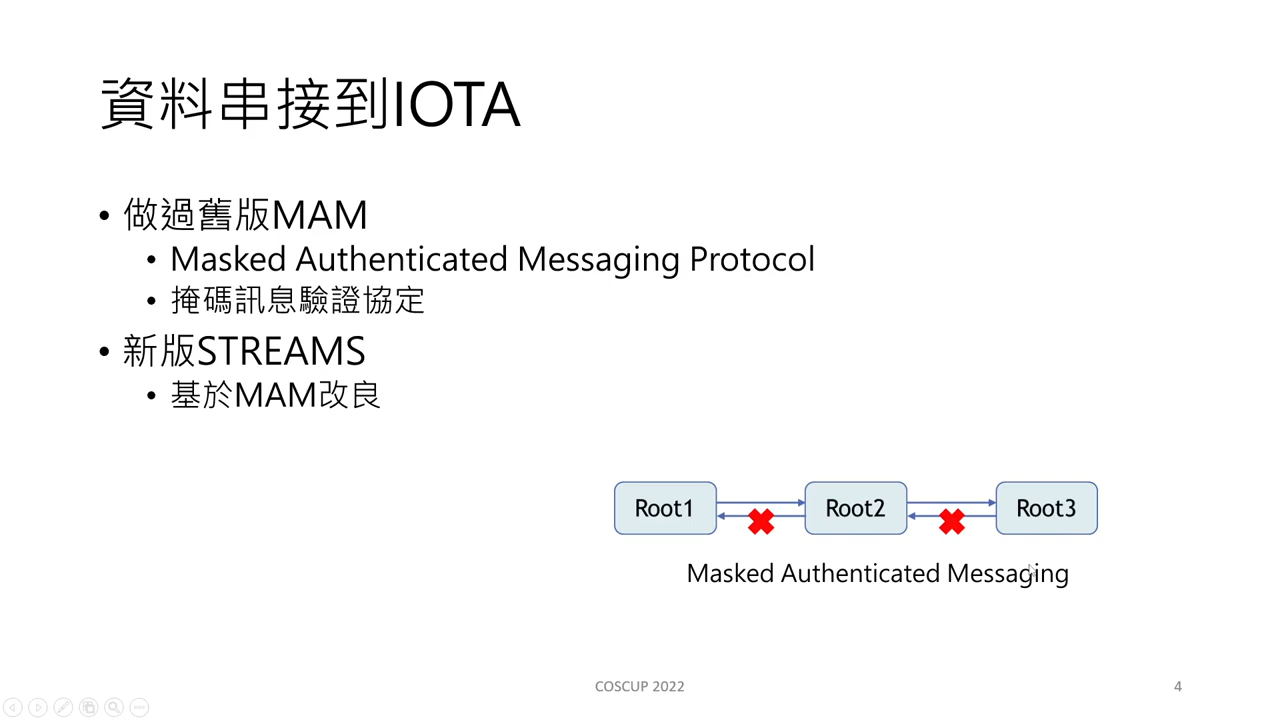 資料串接到IOTA
• 做過舊版MAM
• Masked Authenticated Messaging Protocol
• 掩碼訊息驗證協定
• 新版STREAMS
• 基於MAM改良
Root1 Root2 Root3
Masked Authenticated Messaging
COSCUP 2022
4